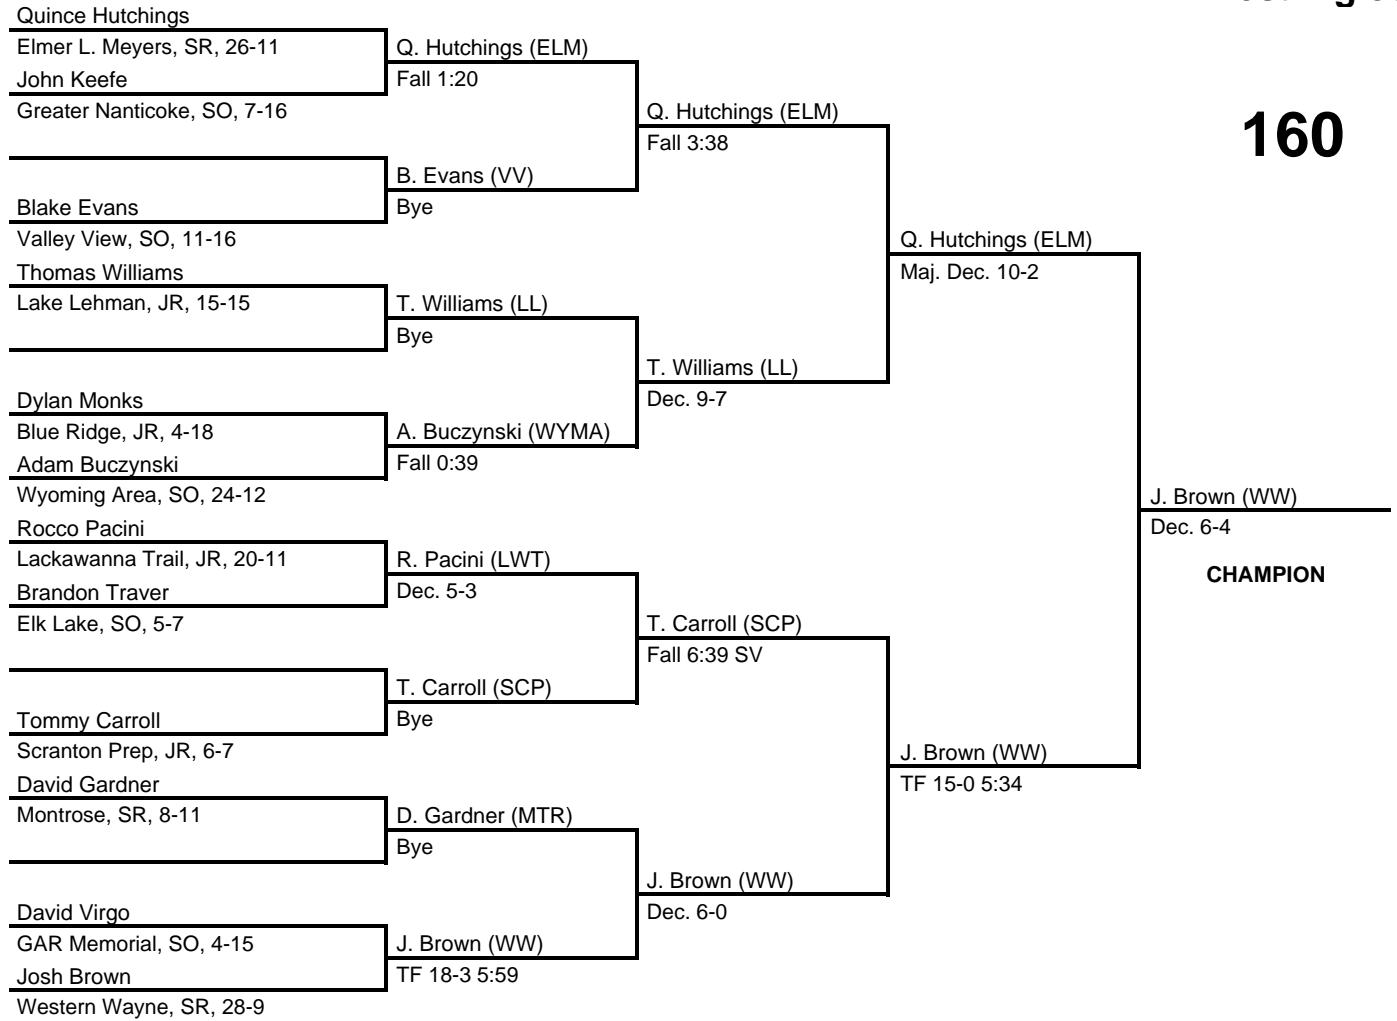 Quince Hutchings
Elmer L. Meyers, SR, 26-11
John Keefe
Greater Nanticoke, SO, 7-16
Blake Evans
Valley View, SO, 11-16
Thomas Williams
Lake Lehman, JR, 15-15
Dylan Monks
Blue Ridge, JR, 4-18
Adam Buczynski
Wyoming Area, SO, 24-12
Rocco Pacini
Lackawanna Trail, JR, 20-11
Brandon Traver
Elk Lake, SO, 5-7
Tommy Carroll
Scranton Prep, JR, 6-7
David Gardner
Montrose, SR, 8-11
David Virgo
GAR Memorial, SO, 4-15
Josh Brown
Western Wayne, SR, 28-9
Q. Hutchings (ELM)
Fall 1:20
B. Evans (VV)
Bye
T. Williams (LL)
Bye
A. Buczynski (WYMA)
Fall 0:39
R. Pacini (LWT)
Dec. 5-3
T. Carroll (SCP)
Bye
D. Gardner (MTR)
Bye
J. Brown (WW)
TF 18-3 5:59
Q. Hutchings (ELM)
Fall 3:38
T. Williams (LL)
Dec. 9-7
T. Carroll (SCP)
Fall 6:39 SV
J. Brown (WW)
Dec. 6-0
Q. Hutchings (ELM)
Maj. Dec. 10-2
J. Brown (WW)
TF 15-0 5:34
160
J. Brown (WW)
Dec. 6-4
CHAMPION